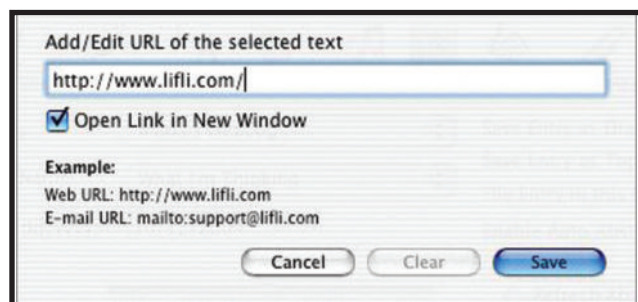 Add/Edit URL of the selected text
http://www.lifli.com/
Open Link in New Window
Example:
Web URL: http://www.lifli.com
E-mail URL: mailto:support@lifli.com
Cancel Clear Save